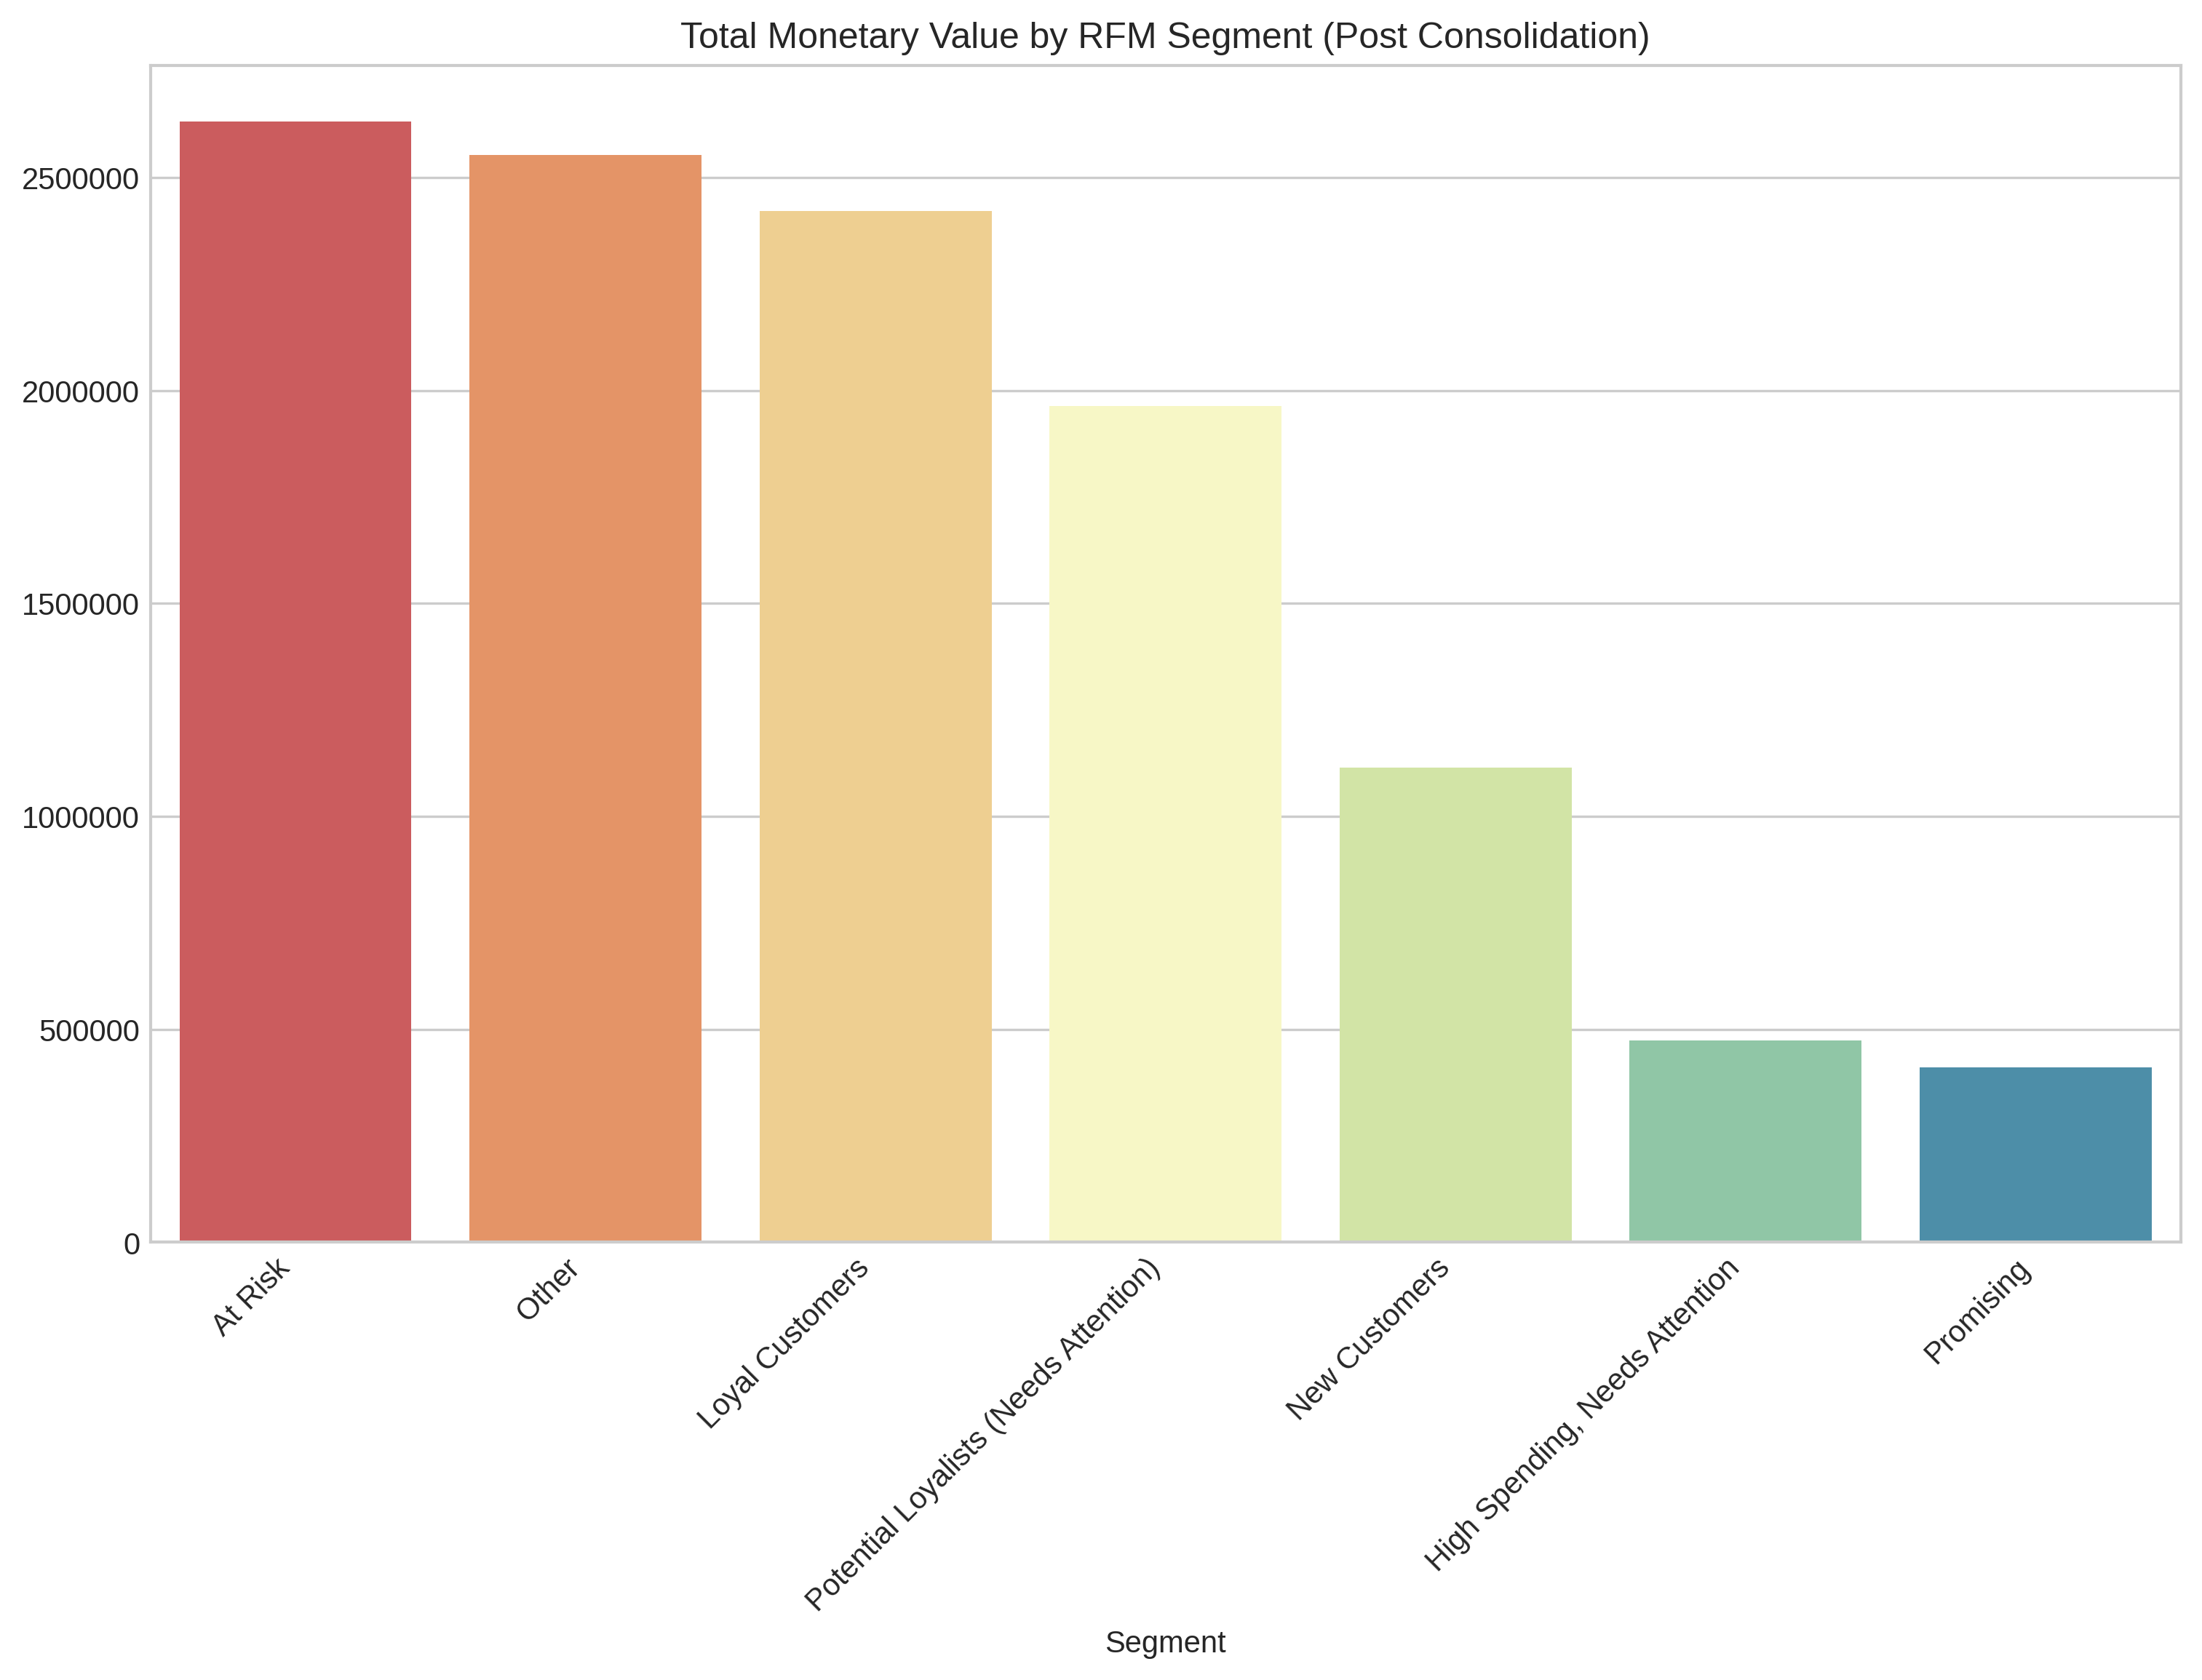 Total Monetary Value by RFM Segment (Post Consolidation)
2500000
2000000
1500000
1000000
500000
0
At Risk
Other
Loyal Customers
Potential Loyalists (Needs Attention)
New Customers
High Spending, Needs Attention
Promising
Segment